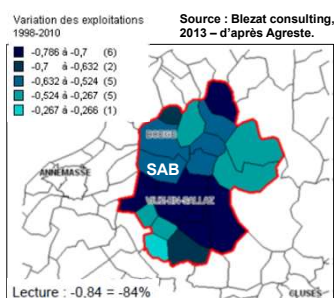 Variation des exploitations
1998-2010
-0,786 à -0,7 (6)
-0,7 à -0,632 (2)
-0,632 à -0,524 (5)
-0,524 à -0,267 (5)
-0,267 à -0,266 (1)
Source : Blezat consulting,
2013 – d'après Agreste.
BOEGE
SAB
ANNEMASSE
VIUZ-EN-SALLAZ
CLUSES
Lecture : -0,84 = -84%